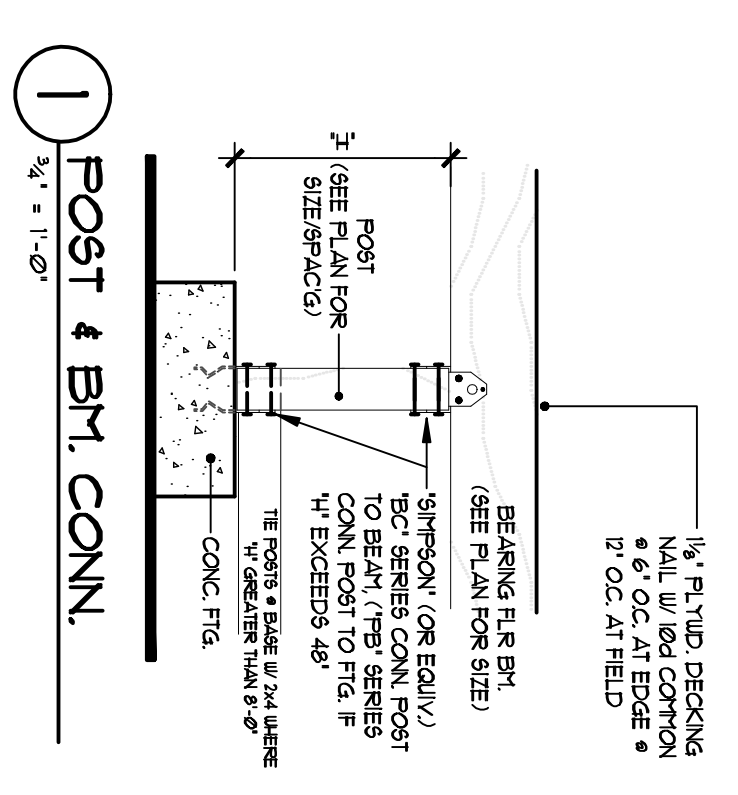 1 1/8" PLYWD. DECKING
NAIL W/ 10d COMMON
@ 6" O.C. AT EDGE @
12" O.C. AT FIELD
BEARING FLR BM.
(SEE PLAN FOR SIZE)
"SIMPSON" (OR EQUIV.)
"BC" SERIES CONN. POST
TO BEAM, ("PB" SERIES
CONN. POST TO FTG. IF
"H" EXCEEDS 48"
TIE POSTS @ BASE W/ 2x4 WHERE
"H" GREATER THAN 8'-0"
CONC. FTG.
POST
(SEE PLAN FOR
SIZE/SPAC'G)
"H"
1
POST & BM. CONN.
3/4" = 1'-0"